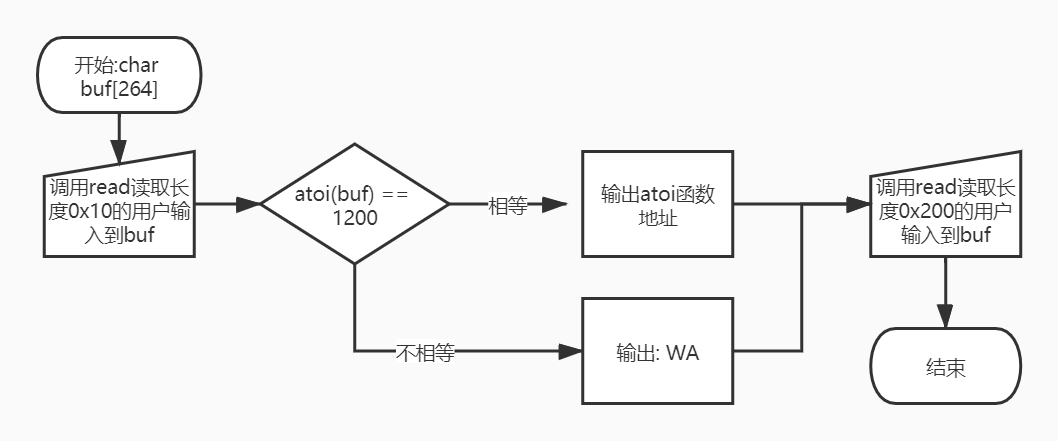 开始:char
buf[264]
调用read读取长
度0x10的用户输
入到buf
atoi(buf) ==
1200
相等
不相等
输出atoi函数
地址
输出: WA
调用read读取长
度0x200的用户
输入到buf
结束